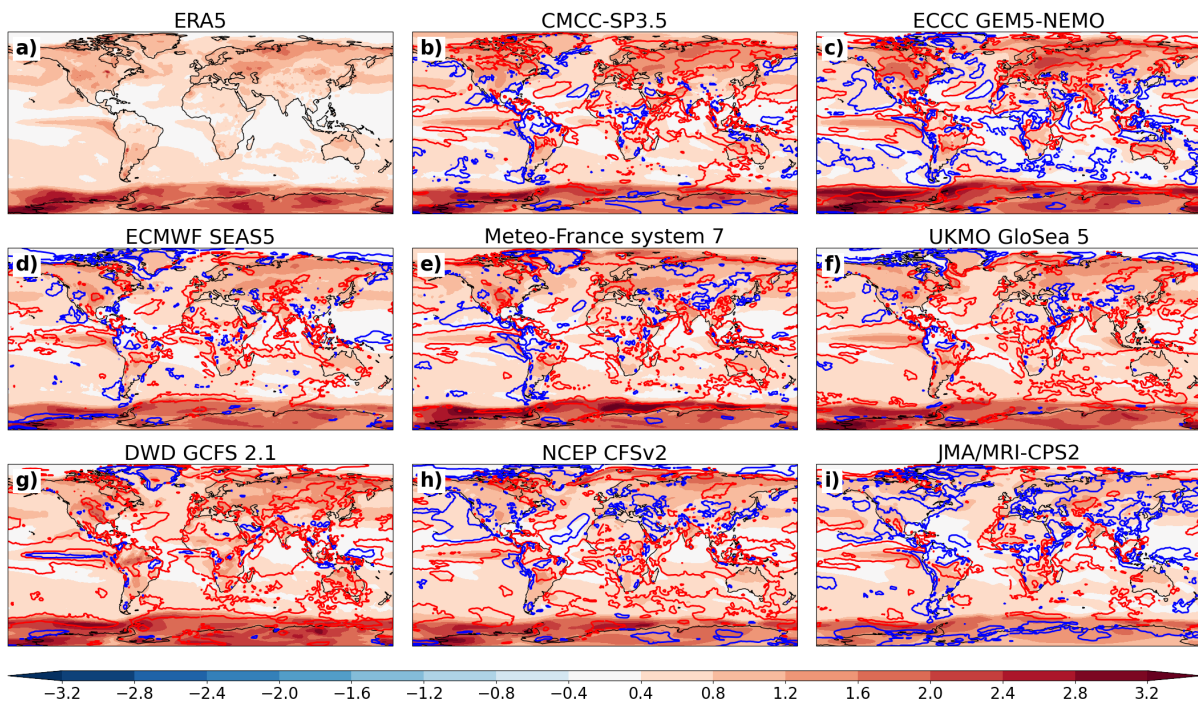 ERA5
CMCC-SP3.5
ECCC GEM5-NEMO
a)
b)
c)
ECMWF SEAS5
Meteo-France system 7
UKMO GloSea 5
d)
e)
f)
DWD GCFS 2.1
NCEP CFSv2
JMA/MRI-CPS2
g)
h)
i)
−3.2 −2.8 −2.4 −2.0 −1.6 −1.2 −0.8 −0.4 0.4 0.8 1.2 1.6 2.0 2.4 2.8 3.2